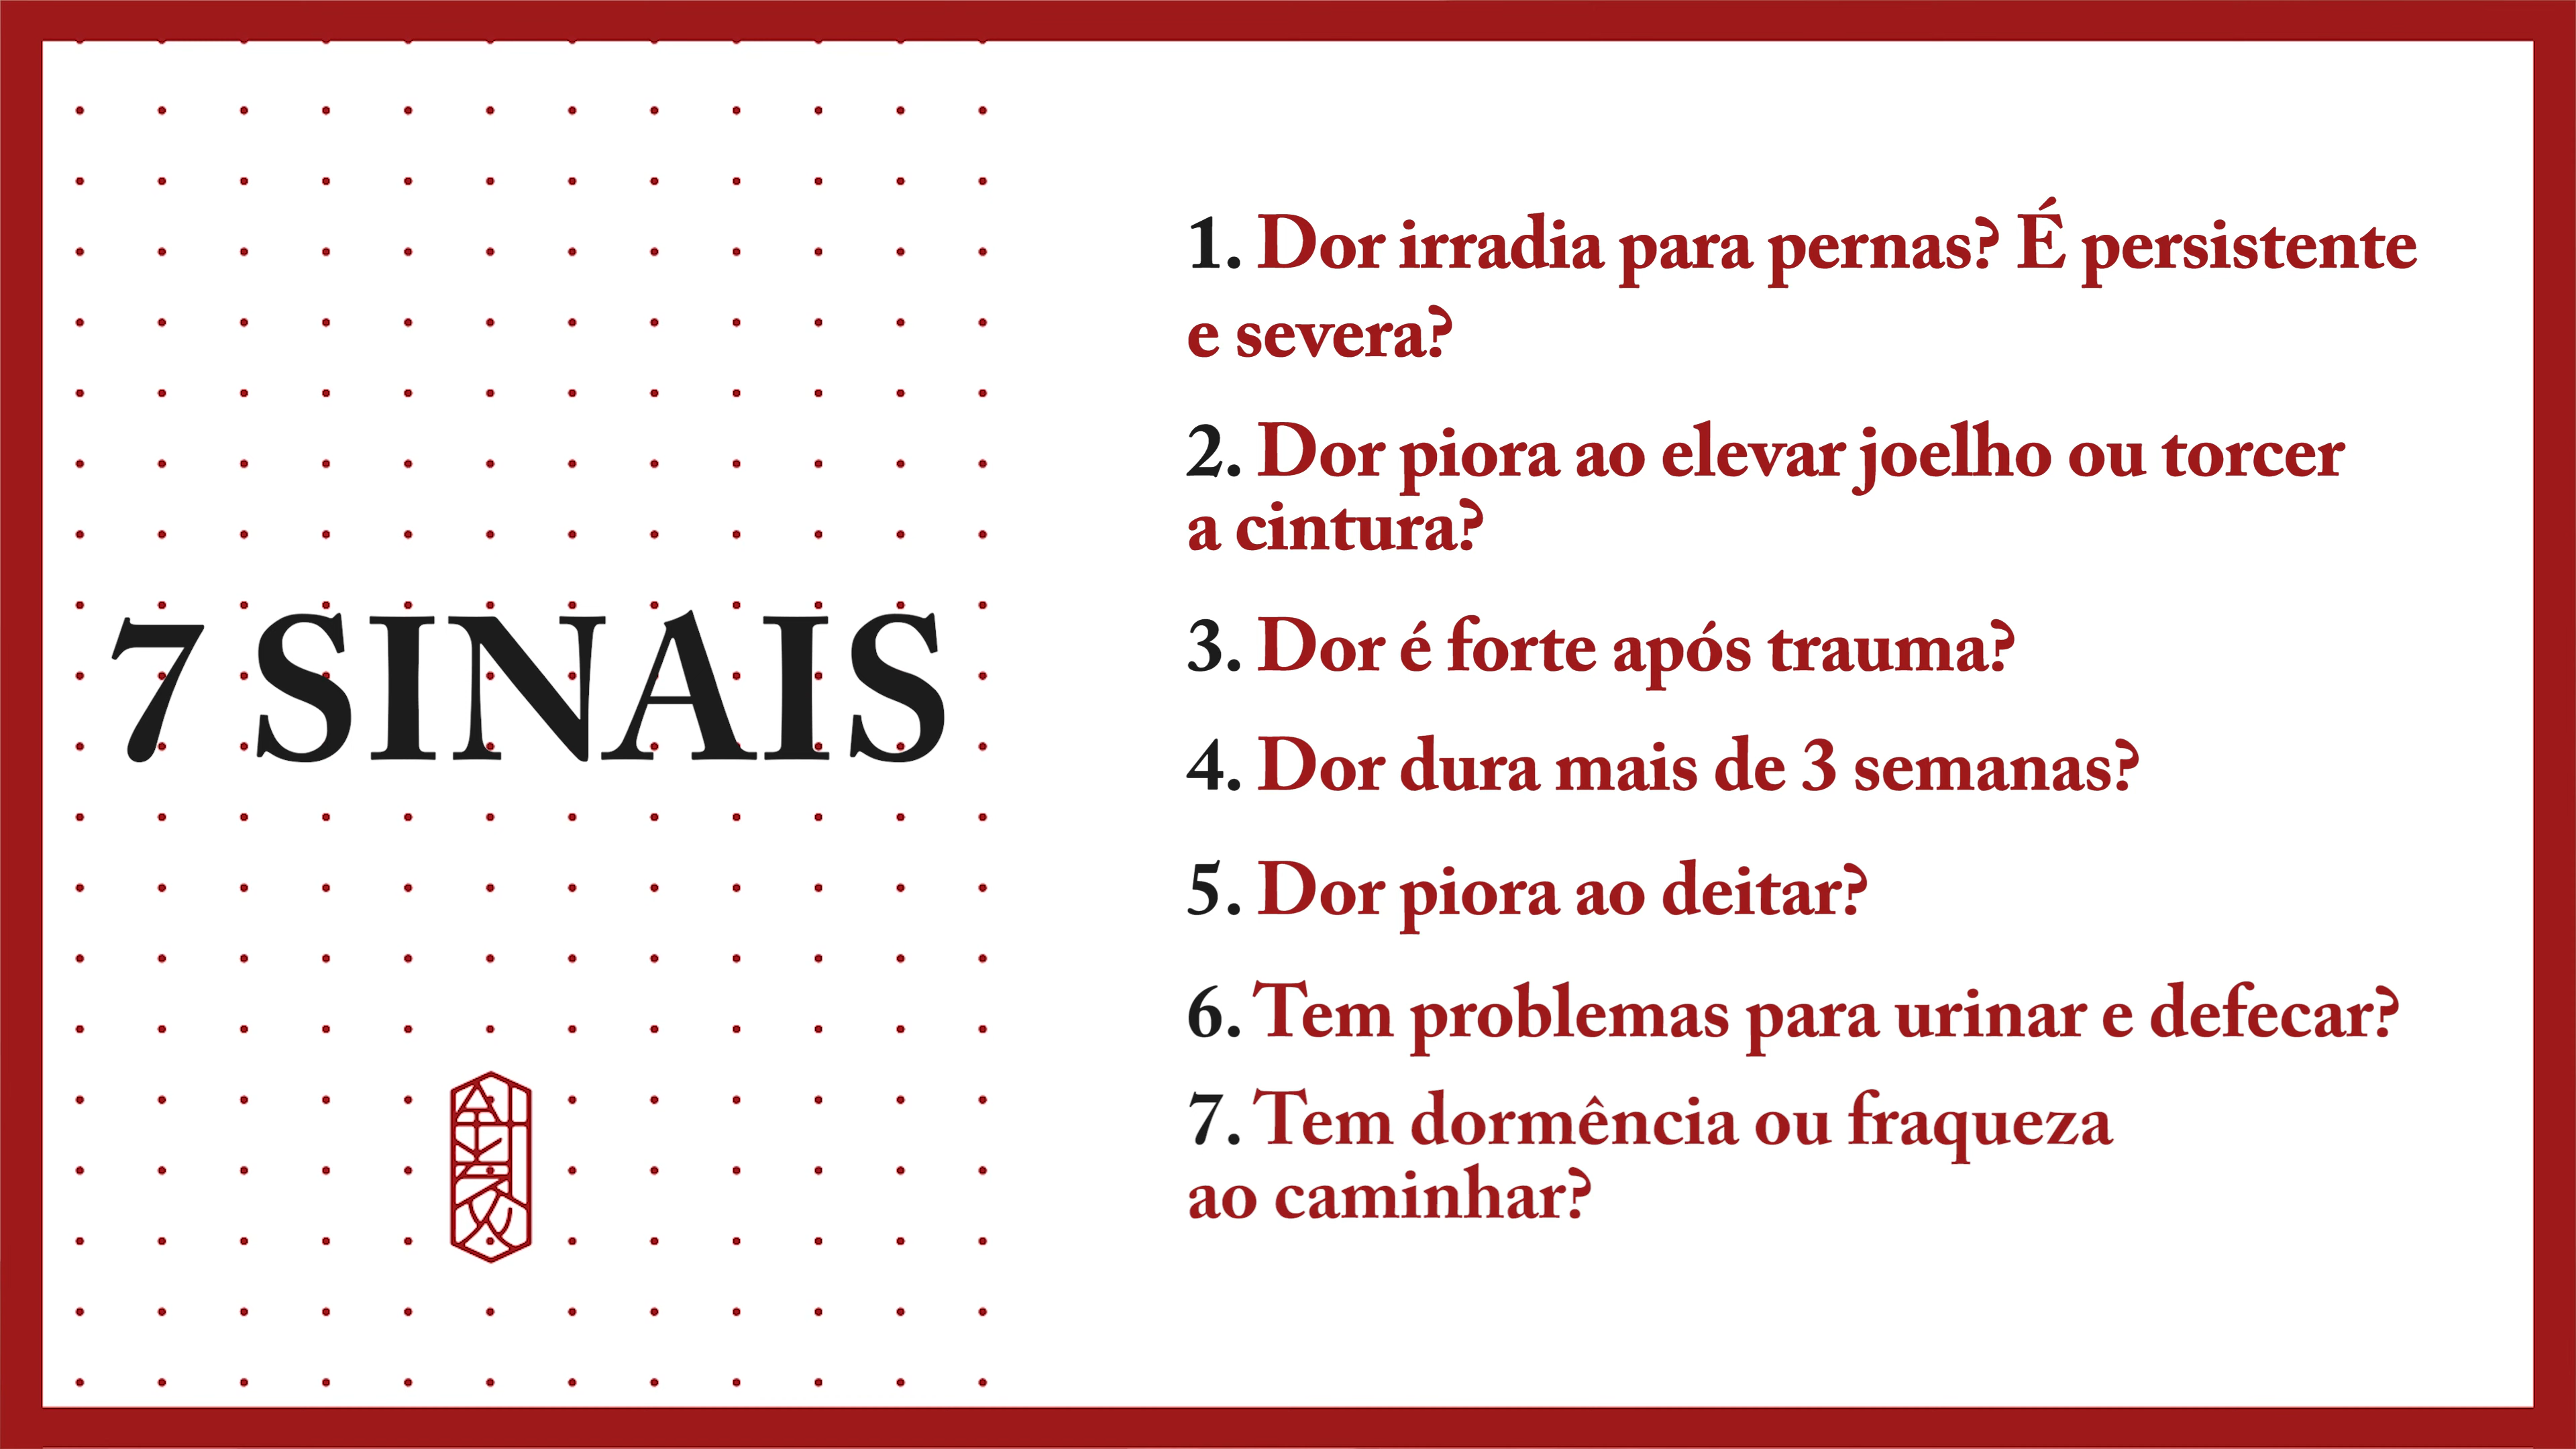 7 SINAIS
1. Dor irradia para pernas? É persistente
e severa?
2. Dor piora ao elevar joelho ou torcer
a cintura?
3. Dor é forte após trauma?
4. Dor dura mais de 3 semanas?
5. Dor piora ao deitar?
6. Tem problemas para urinar e defecar?
7. Tem dormência ou fraqueza
ao caminhar?